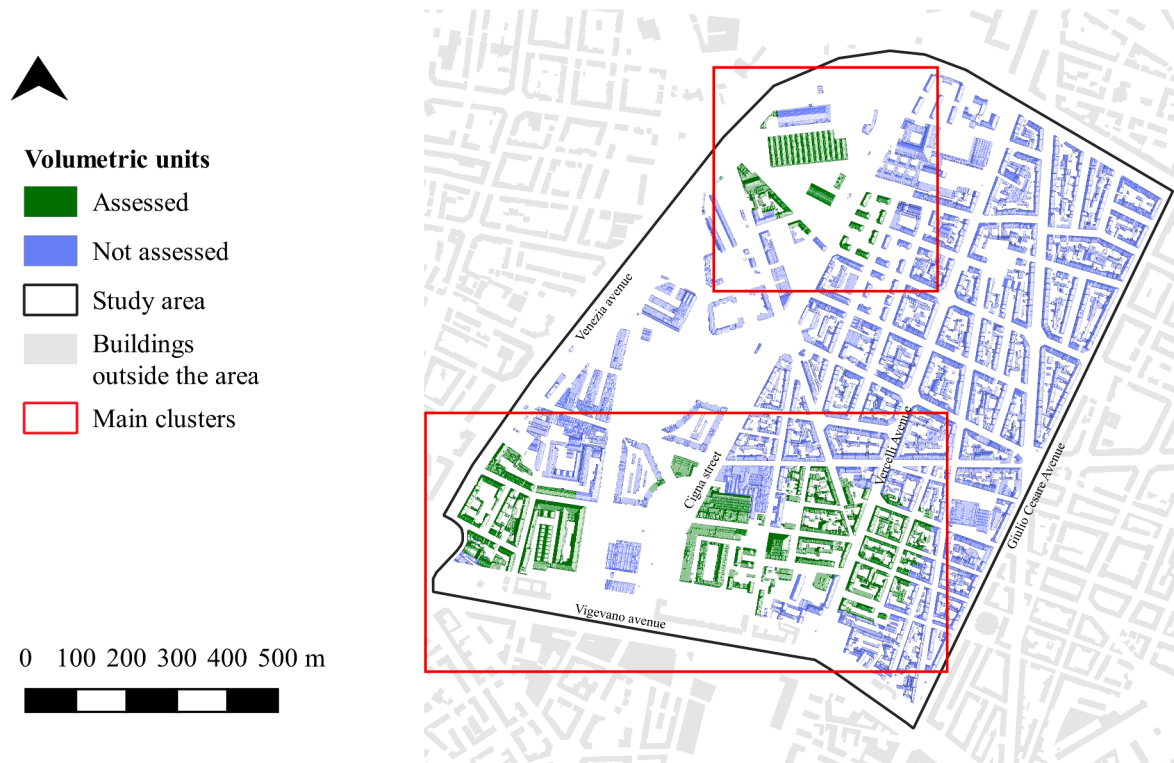 Volumetric units
Assessed
Not assessed
Study area
Buildings
outside the area
Main clusters
0 100 200 300 400 500 m
Venezia avenue
Cigna street
Vercelli Avenue
Giulio Cesare Avenue
Vigevano avenue